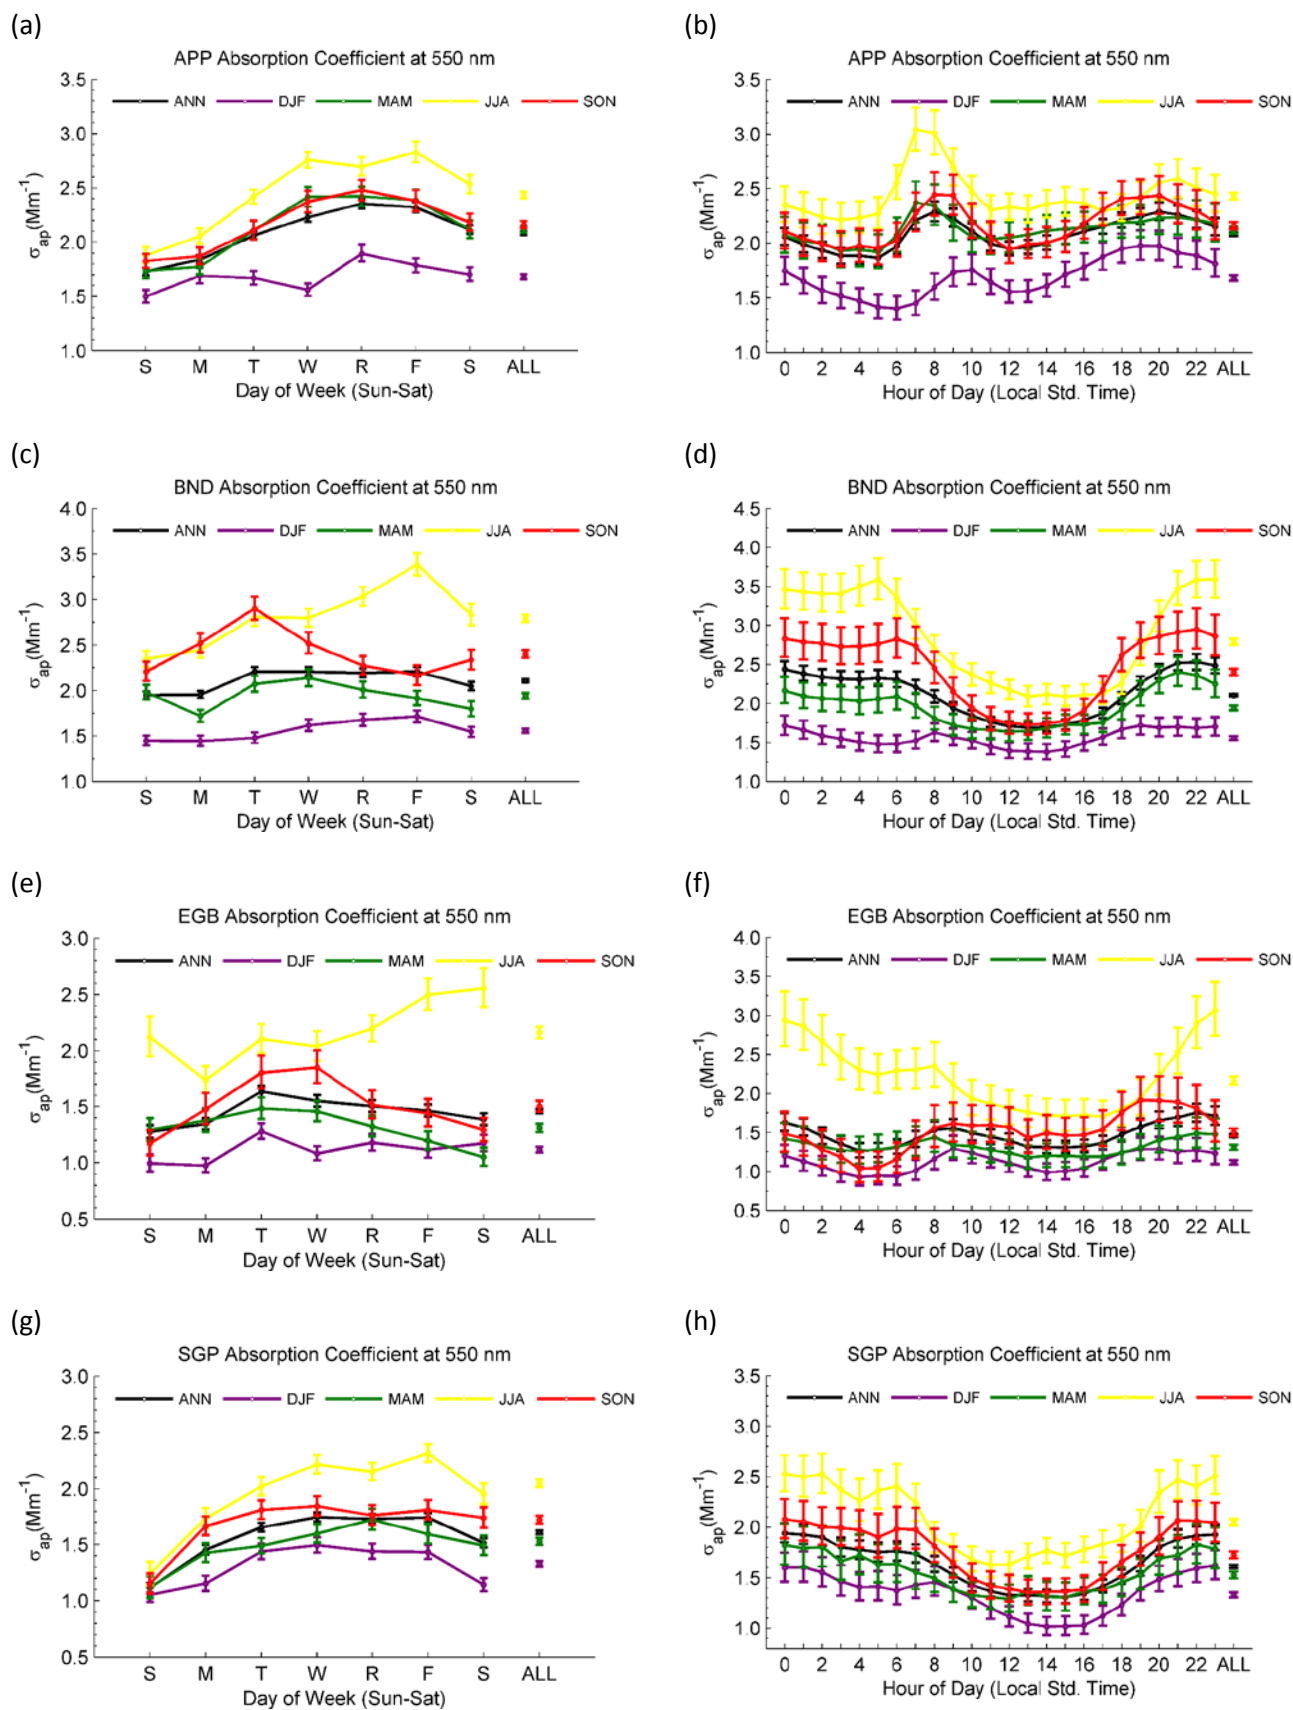 (a)
APP Absorption Coefficient at 550 nm
3.5
3.0
2.5
2.0
1.5
1.0
σap(Mm⁻¹)
ANN DJF MAM JJA SON
S M T W R F S ALL
Day of Week (Sun-Sat)
(b)
APP Absorption Coefficient at 550 nm
3.5
3.0
2.5
2.0
1.5
1.0
σap(Mm⁻¹)
ANN DJF MAM JJA SON
0 2 4 6 8 10 12 14 16 18 20 22 ALL
Hour of Day (Local Std. Time)
(c)
BND Absorption Coefficient at 550 nm
4.0
3.5
3.0
2.5
2.0
1.5
1.0
σap(Mm⁻¹)
ANN DJF MAM JJA SON
S M T W R F S ALL
Day of Week (Sun-Sat)
(d)
BND Absorption Coefficient at 550 nm
4.5
4.0
3.5
3.0
2.5
2.0
1.5
1.0
σap(Mm⁻¹)
ANN DJF MAM JJA SON
0 2 4 6 8 10 12 14 16 18 20 22 ALL
Hour of Day (Local Std. Time)
(e)
EGB Absorption Coefficient at 550 nm
3.0
2.5
2.0
1.5
1.0
0.5
σap(Mm⁻¹)
ANN DJF MAM JJA SON
S M T W R F S ALL
Day of Week (Sun-Sat)
(f)
EGB Absorption Coefficient at 550 nm
4.0
3.5
3.0
2.5
2.0
1.5
1.0
0.5
σap(Mm⁻¹)
ANN DJF MAM JJA SON
0 2 4 6 8 10 12 14 16 18 20 22 ALL
Hour of Day (Local Std. Time)
(g)
SGP Absorption Coefficient at 550 nm
3.0
2.5
2.0
1.5
1.0
0.5
σap(Mm⁻¹)
ANN DJF MAM JJA SON
S M T W R F S ALL
Day of Week (Sun-Sat)
(h)
SGP Absorption Coefficient at 550 nm
3.5
3.0
2.5
2.0
1.5
1.0
σap(Mm⁻¹)
ANN DJF MAM JJA SON
0 2 4 6 8 10 12 14 16 18 20 22 ALL
Hour of Day (Local Std. Time)